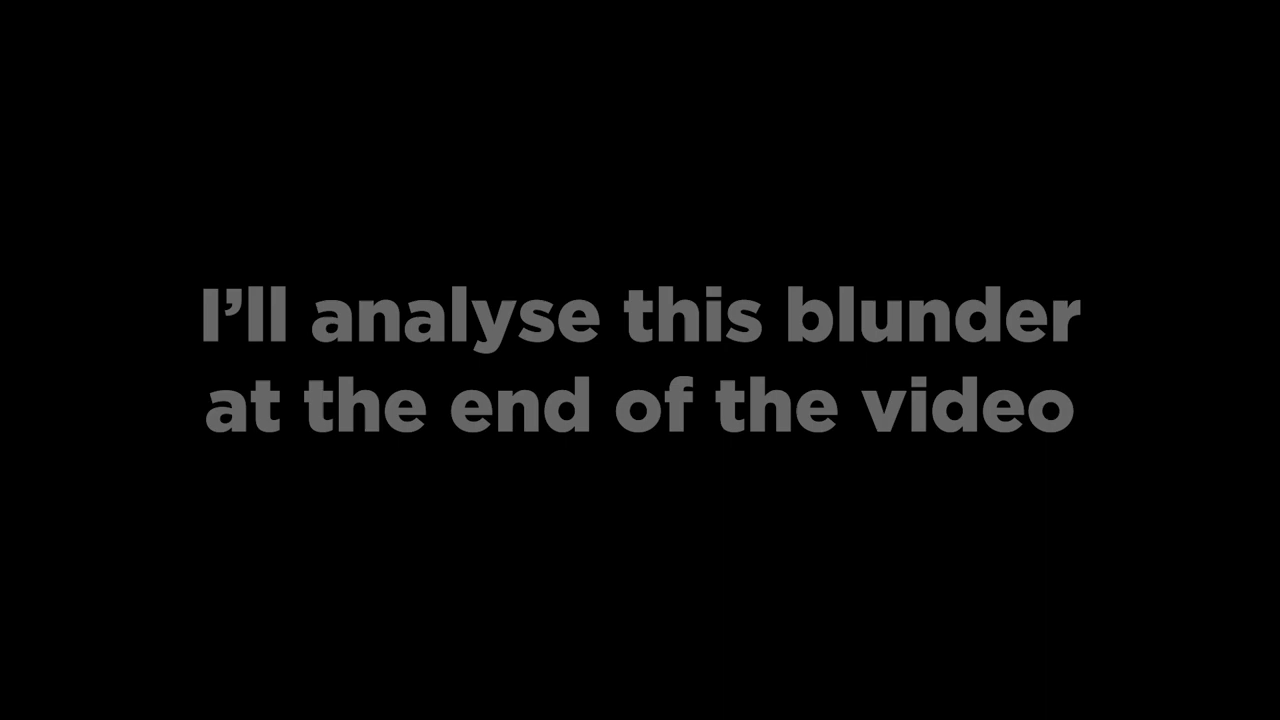 I’ll analyse this blunder
at the end of the video